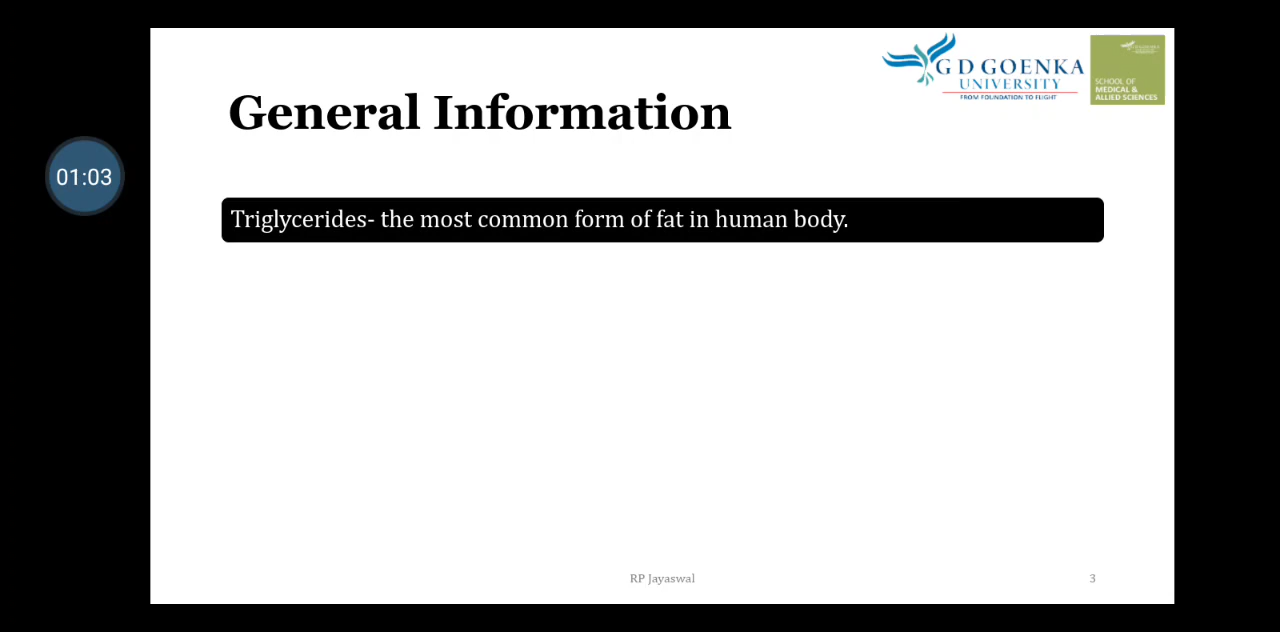 G D GOENKA
UNIVERSITY
FROM FOUNDATION TO FLIGHT
SCHOOL OF
MEDICAL &
ALLIED SCIENCES
General Information
01:03
Triglycerides- the most common form of fat in human body.
RP Jayaswal
3